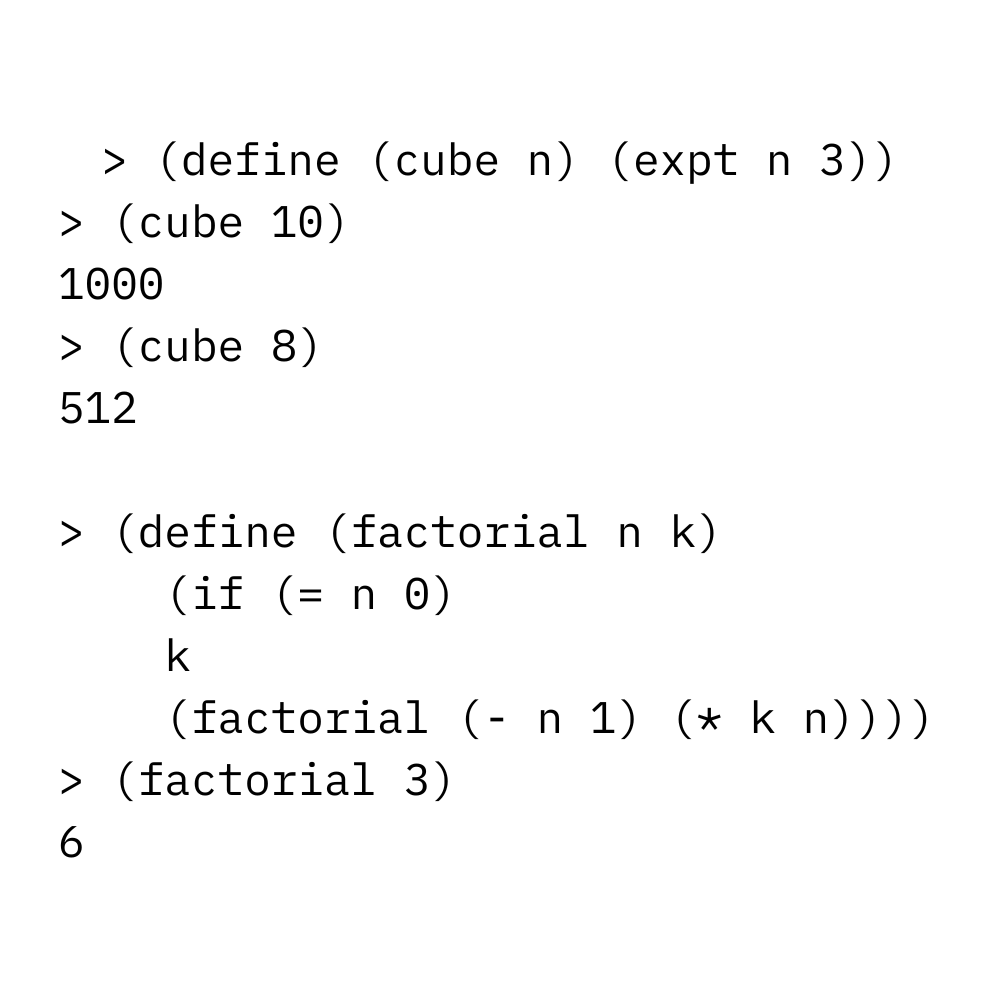 > (define (cube n) (expt n 3))
> (cube 10)
1000
> (cube 8)
512
> (define (factorial n k)
(if (= n 0)
k
(factorial (- n 1) (* k n))))
> (factorial 3)
6